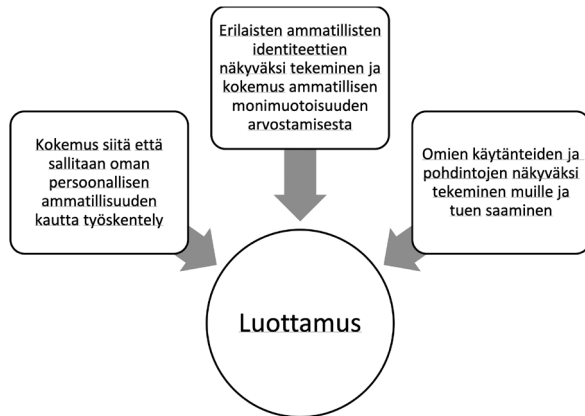 Erilaisten ammatillisten
identiteettien
näkyväksi tekeminen ja
kokemus ammatillisen
monimuotoisuuden
arvostamisesta
Kokemus siitä että
sallitaan oman
persoonallisen
ammatillisuuden
kautta työskentely
Omien käytänteiden ja
pohdintojen näkyväksi
tekeminen muille ja
tuen saaminen
Luottamus